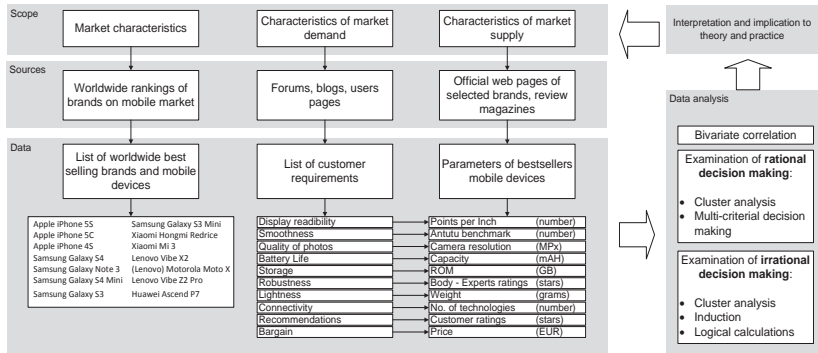 Scope
Market characteristics
Characteristics of market
demand
Characteristics of market
supply
Interpretation and implication to
theory and practice
Sources
Worldwide rankings of
brands on mobile market
Forums, blogs, users
pages
Official web pages of
selected brands, review
magazines
Data
List of worldwide best
selling brands and mobile
devices
List of customer
requirements
Parameters of bestsellers
mobile devices
Apple iPhone 5S Samsung Galaxy S3 Mini
Apple iPhone 5C Xiaomi Hongmi Redrice
Apple iPhone 4S Xiaomi Mi 3
Samsung Galaxy S4 Lenovo Vibe X2
Samsung Galaxy Note 3 (Lenovo) Motorola Moto X
Samsung Galaxy S4 Mini Lenovo Vibe Z2 Pro
Samsung Galaxy S3 Huawei Ascend P7
Display readibility Points per Inch (number)
Smoothness Antutu benchmark (number)
Quality of photos Camera resolution (MPx)
Battery Life Capacity (mAH)
Storage ROM (GB)
Robustness Body - Experts ratings (stars)
Lightness Weight (grams)
Connectivity No. of technologies (number)
Recommendations Customer ratings (stars)
Bargain Price (EUR)
Data analysis
Bivariate correlation
Examination of rational
decision making:
• Cluster analysis
• Multi-criterial decision
making
Examination of irrational
decision making:
• Cluster analysis
• Induction
• Logical calculations